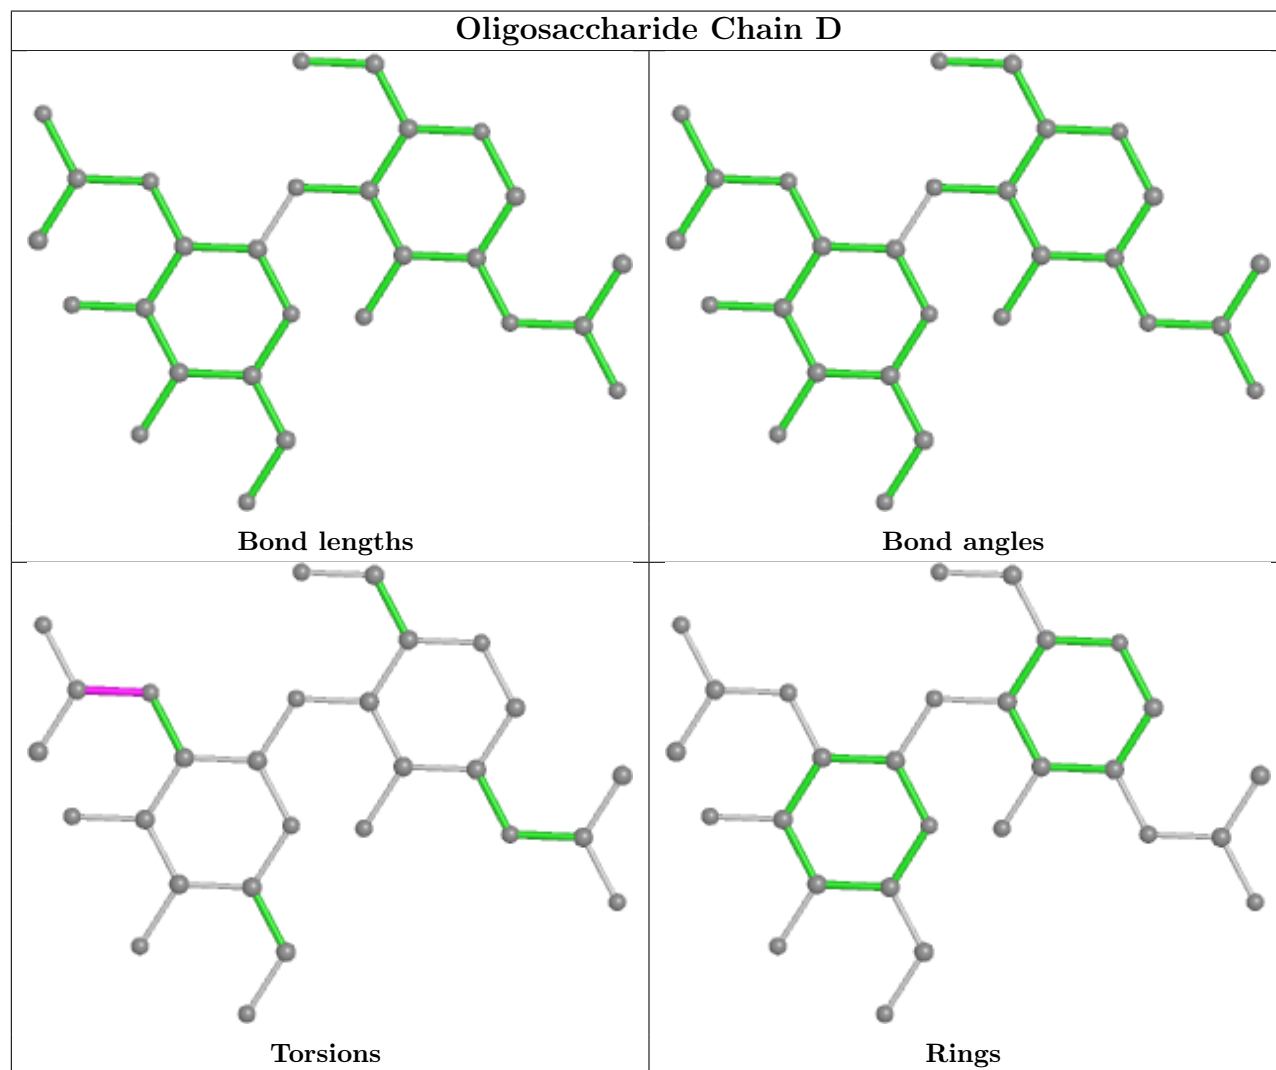 Oligosaccharide Chain D
Bond lengths
Bond angles
Torsions
Rings